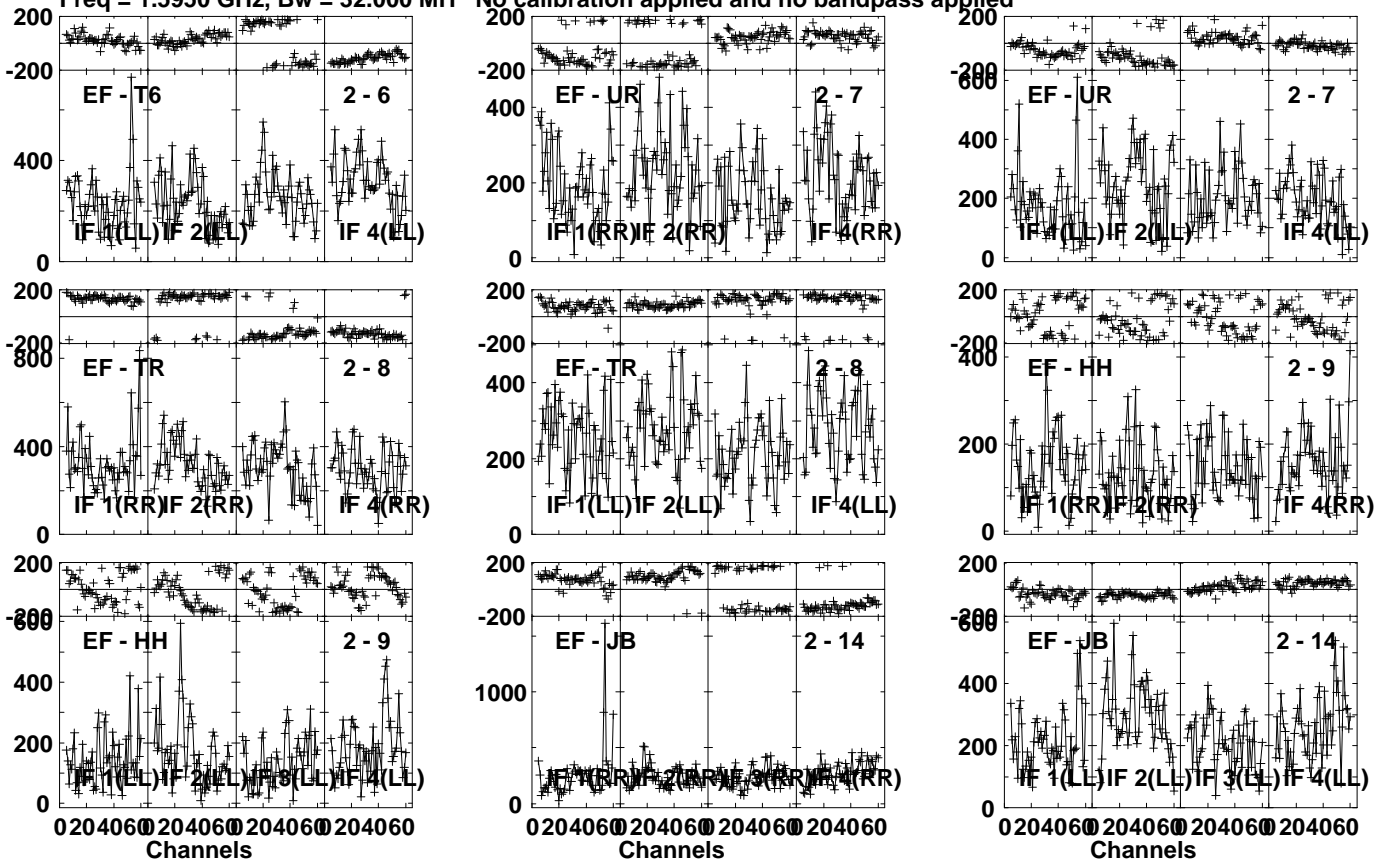 Freq = 1.5950 GHz, Bw = 32.000 MH No calibration applied and no bandpass applied
200 200 200
-200 -200 -200
EF - T6 2 - 6 EF - UR 2 - 7 EF - UR 2 - 7
600
400 400 400
200 200
IF 1(LL) IF 2(LL) IF 4(LL) IF 1(RR) IF 2(RR) IF 4(RR) IF 1(LL) IF 2(LL) IF 4(LL)
0 0 0
200 200 200
-200 -200 -200
800 400
EF - TR 2 - 8 EF - TR 2 - 8 EF - HH 2 - 9
400 400
200 200
IF 1(RR) IF 2(RR) IF 4(RR) IF 1(LL) IF 2(LL) IF 4(LL) IF 1(RR) IF 2(RR) IF 4(RR)
0 0 0
200 200 200
-200 -200 -200
600 600
EF - HH 2 - 9 EF - JB 2 - 14 EF - JB 2 - 14
400 1000 400
200 200
IF 1(LL) IF 2(LL) IF 3(LL) IF 4(LL) IF 1(RR) IF 2(RR) IF 3(RR) IF 4(RR) IF 1(LL) IF 2(LL) IF 3(LL) IF 4(LL)
0 0 0
0 20 40 60 0 20 40 60 0 20 40 60 0 20 40 60 0 20 40 60 0 20 40 60 0 20 40 60 0 20 40 60 0 20 40 60 0 20 40 60 0 20 40 60 0 20 40 60
Channels Channels Channels